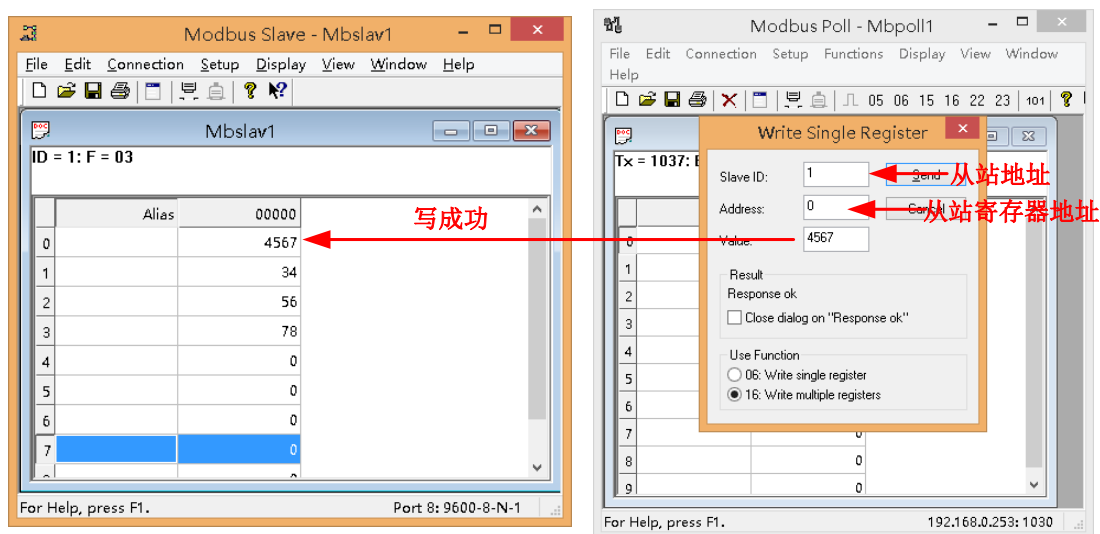 Modbus Slave - Mbslav1
File Edit Connection Setup Display View Window Help
Mbslav1
ID = 1: F = 03
Alias 00000
0 4567
1 34
2 56
3 78
4 0
5 0
6 0
7 0
For Help, press F1. Port 8: 9600-8-N-1
写成功
Modbus Poll - Mbpoll1
File Edit Connection Setup Functions Display View Window
Help
05 06 15 16 22 23 101
Tx = 1037:
0
1
2
3
4
5
6
7 0
8 0
9 0
Write Single Register
Slave ID: 1 Send 从站地址
Address: 0 Cancel 从站寄存器地址
Value: 4567
Result
Response ok
Close dialog on "Response ok"
Use Function
06: Write single register
16: Write multiple registers
For Help, press F1. 192.168.0.253: 1030